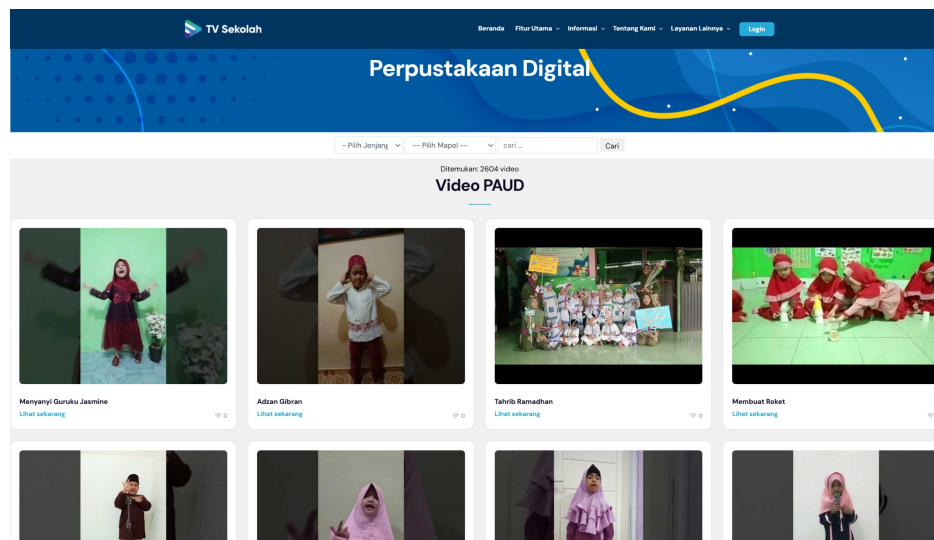 TV Sekolah
Beranda Fitur Utama Informasi Tentang Kami Layanan Lainnya Login
Perpustakaan Digital
- Pilih Jenjang -- Pilih Mapel -- cari ... Cari
Ditemukan: 2604 video
Video PAUD
Menyanyi Guruku Jasmine
Lihat sekarang 0
Adzan Gibran
Lihat sekarang 0
Tahrib Ramadhan
Lihat sekarang 0
Membuat Roket
Lihat sekarang